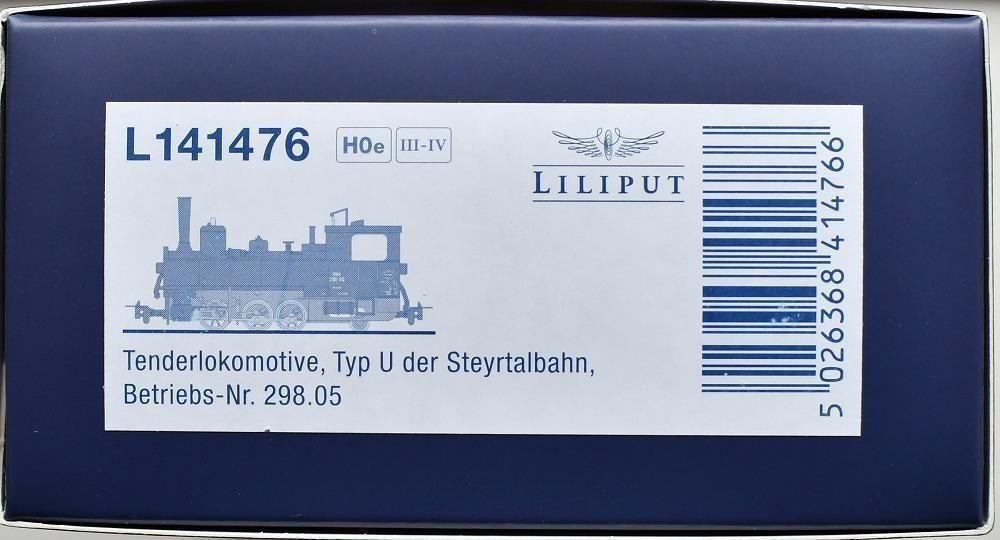 L141476 H0e III-IV
LILIPUT
Tenderlokomotive, Typ U der Steyrtalbahn,
Betriebs-Nr. 298.05
5 026368 414766